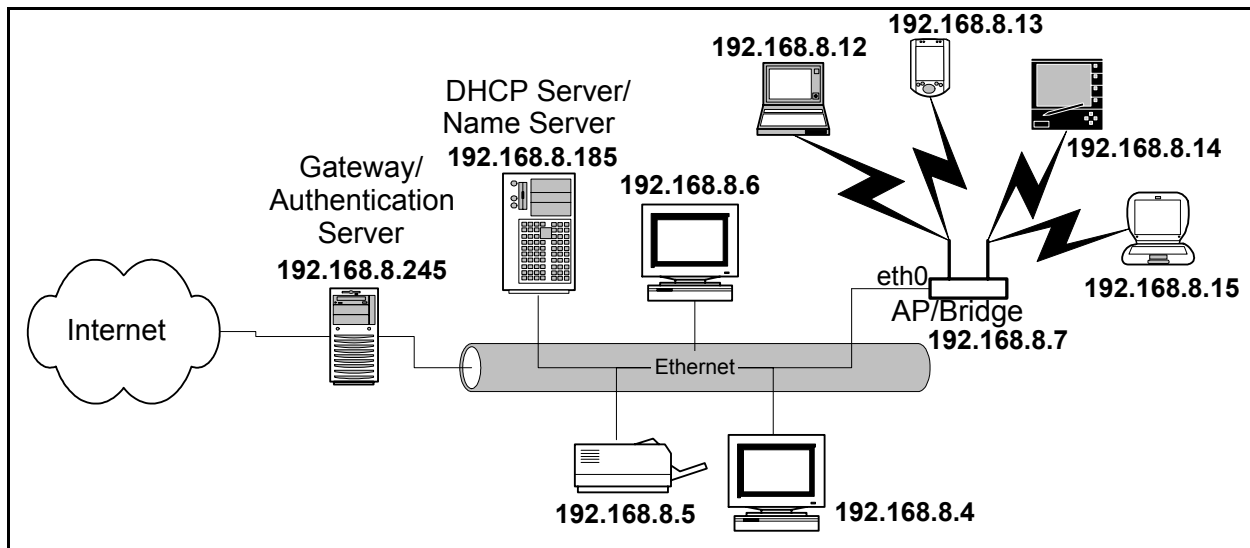 192.168.8.13
192.168.8.12
DHCP Server/
Name Server
192.168.8.185
192.168.8.14
Gateway/
Authentication
Server
192.168.8.245
192.168.8.6
eth0
AP/Bridge
192.168.8.7
192.168.8.15
Internet
Ethernet
192.168.8.5
192.168.8.4